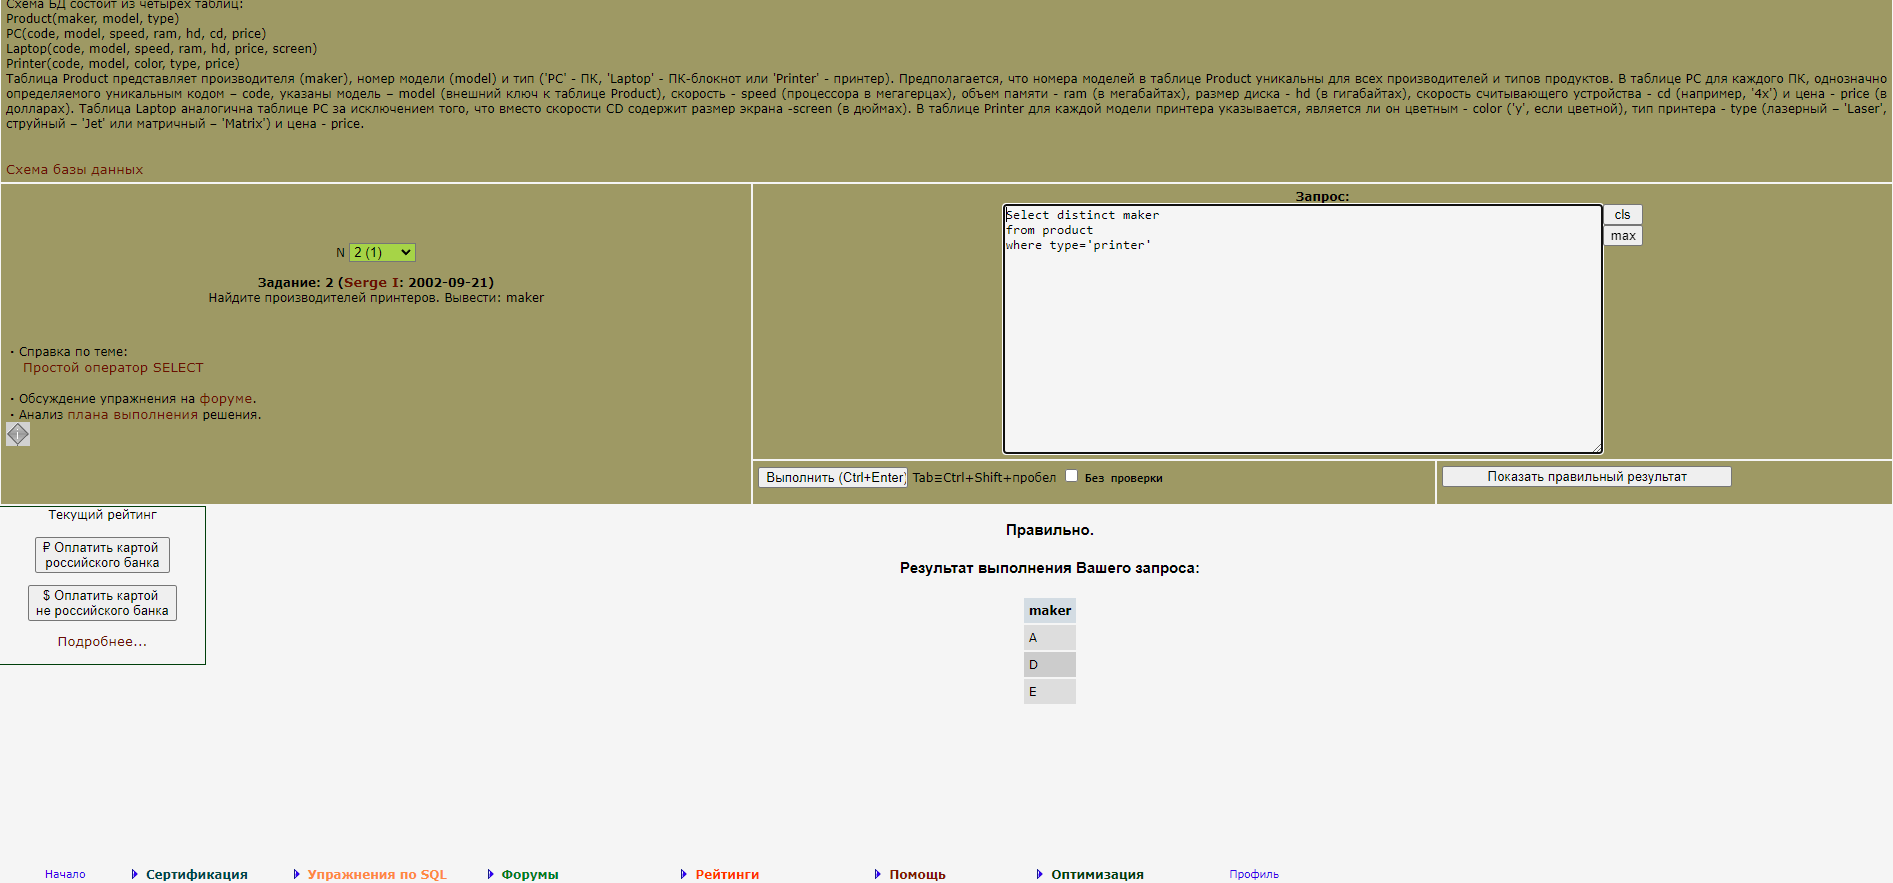 Схема БД состоит из четырех таблиц:
Product(maker, model, type)
PC(code, model, speed, ram, hd, cd, price)
Laptop(code, model, speed, ram, hd, price, screen)
Printer(code, model, color, type, price)
Таблица Product представляет производителя (maker), номер модели (model) и тип ('PC' - ПК, 'Laptop' - ПК-блокнот или 'Printer' - принтер). Предполагается, что номера моделей в таблице Product уникальны для всех производителей и типов продуктов. В таблице PC для каждого ПК, однозначно
определяемого уникальным кодом – code, указаны модель – model (внешний ключ к таблице Product), скорость - speed (процессора в мегагерцах), объем памяти - ram (в мегабайтах), размер диска - hd (в гигабайтах), скорость считывающего устройства - cd (например, '4x') и цена - price (в
долларах). Таблица Laptop аналогична таблице PC за исключением того, что вместо скорости CD содержит размер экрана -screen (в дюймах). В таблице Printer для каждой модели принтера указывается, является ли он цветным - color ('y', если цветной), тип принтера - type (лазерный – 'Laser',
струйный – 'Jet' или матричный – 'Matrix') и цена - price.
Схема базы данных
N 2 (1)
Задание: 2 (Serge I: 2002-09-21)
Найдите производителей принтеров. Вывести: maker
· Справка по теме:
Простой оператор SELECT
· Обсуждение упражнения на форуме.
· Анализ плана выполнения решения.
Запрос:
Select distinct maker
from product
where type='printer'
cls
max
Выполнить (Ctrl+Enter) Tab≡Ctrl+Shift+пробел Без проверки
Показать правильный результат
Текущий рейтинг
₽ Оплатить картой
российского банка
$ Оплатить картой
не российского банка
Подробнее...
Правильно.
Результат выполнения Вашего запроса:
maker
A
D
E
Начало Сертификация Упражнения по SQL Форумы Рейтинги Помощь Оптимизация Профиль